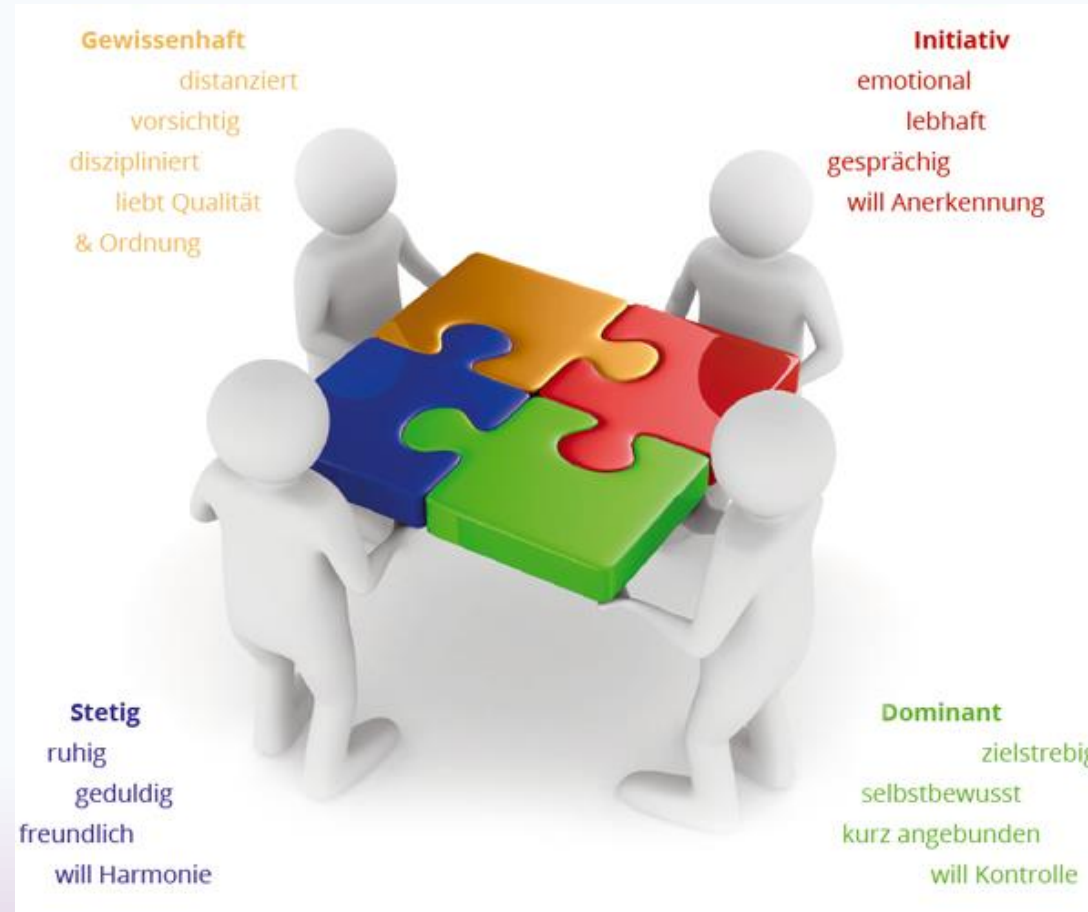 Gewissenhaft
distanziert
vorsichtig
diszipliniert
liebt Qualität
& Ordnung
Initiativ
emotional
lebhaft
gesprächig
will Anerkennung
Stetig
ruhig
geduldig
freundlich
will Harmonie
Dominant
zielstrebig
selbstbewusst
kurz angebunden
will Kontrolle